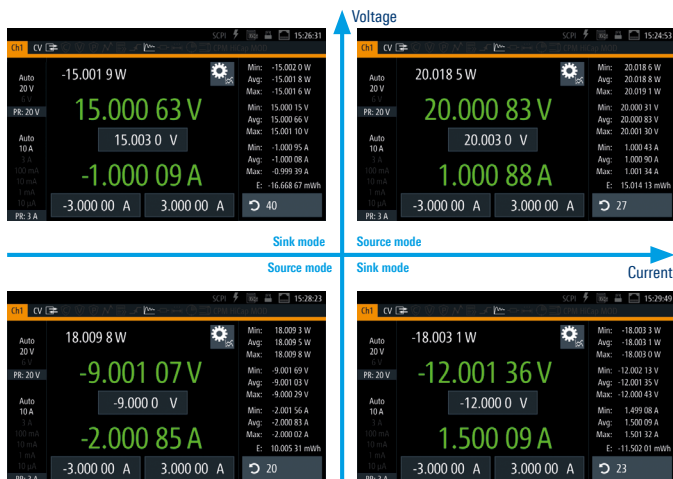 Voltage
SCPI 15:26:31
Ch1 CV
Auto
20 V
6 V
PR: 20 V
Auto
10 A
3 A
100 mA
10 mA
1 mA
10 µA
PR: 3 A
-15.001 9 W
15.000 63 V
15.003 0 V
-1.000 09 A
-3.000 00 A 3.000 00 A
Min: -15.002 0 W
Avg: -15.001 8 W
Max: -15.001 6 W
Min: 15.000 15 V
Avg: 15.000 66 V
Max: 15.001 10 V
Min: -1.000 95 A
Avg: -1.000 08 A
Max: -0.999 39 A
E: -16.668 67 mWh
40
SCPI 15:24:53
Ch1 CV
Auto
20 V
6 V
PR: 20 V
Auto
10 A
3 A
100 mA
10 mA
1 mA
10 µA
PR: 3 A
20.018 5 W
20.000 83 V
20.003 0 V
1.000 88 A
-3.000 00 A 3.000 00 A
Min: 20.018 6 W
Avg: 20.018 8 W
Max: 20.019 1 W
Min: 20.000 31 V
Avg: 20.000 83 V
Max: 20.001 30 V
Min: 1.000 43 A
Avg: 1.000 90 A
Max: 1.001 34 A
E: 15.014 13 mWh
27
Sink mode Source mode
Source mode Sink mode
Current
SCPI 15:28:23
Ch1 CV
Auto
20 V
6 V
PR: 20 V
Auto
10 A
3 A
100 mA
10 mA
1 mA
10 µA
PR: 3 A
18.009 8 W
-9.001 07 V
-9.000 0 V
-2.000 85 A
-3.000 00 A 3.000 00 A
Min: 18.009 3 W
Avg: 18.009 5 W
Max: 18.009 8 W
Min: -9.001 69 V
Avg: -9.001 03 V
Max: -9.000 29 V
Min: -2.001 56 A
Avg: -2.000 83 A
Max: -2.000 02 A
E: 10.005 31 mWh
20
SCPI 15:29:49
Ch1 CV
Auto
20 V
6 V
PR: 20 V
Auto
10 A
3 A
100 mA
10 mA
1 mA
10 µA
PR: 3 A
-18.003 1 W
-12.001 36 V
-12.000 0 V
1.500 09 A
-3.000 00 A 3.000 00 A
Min: -18.003 3 W
Avg: -18.003 1 W
Max: -18.003 0 W
Min: -12.002 13 V
Avg: -12.001 35 V
Max: -12.000 43 V
Min: 1.499 08 A
Avg: 1.500 09 A
Max: 1.501 32 A
E: -11.502 01 mWh
23